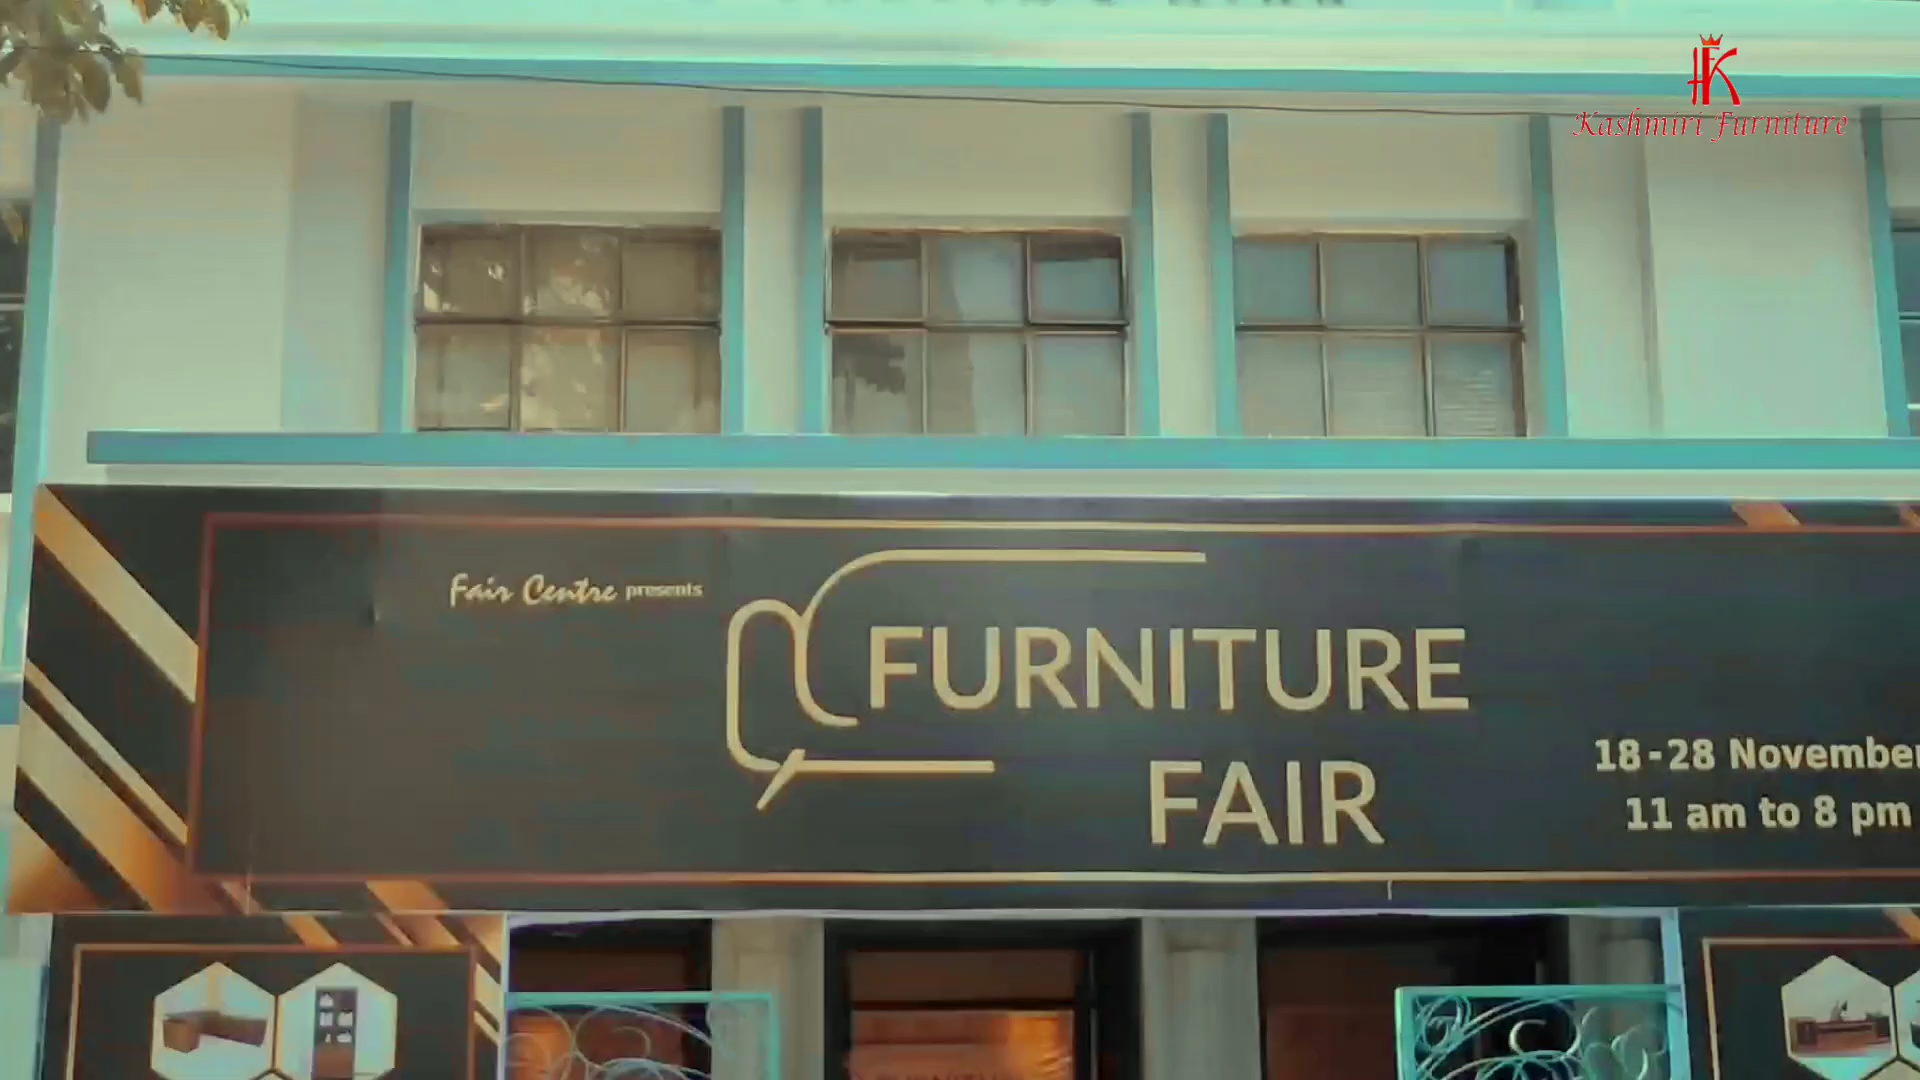 Kashmiri Furniture
Fair Centre presents
FURNITURE
FAIR
18-28 November
11 am to 8 pm